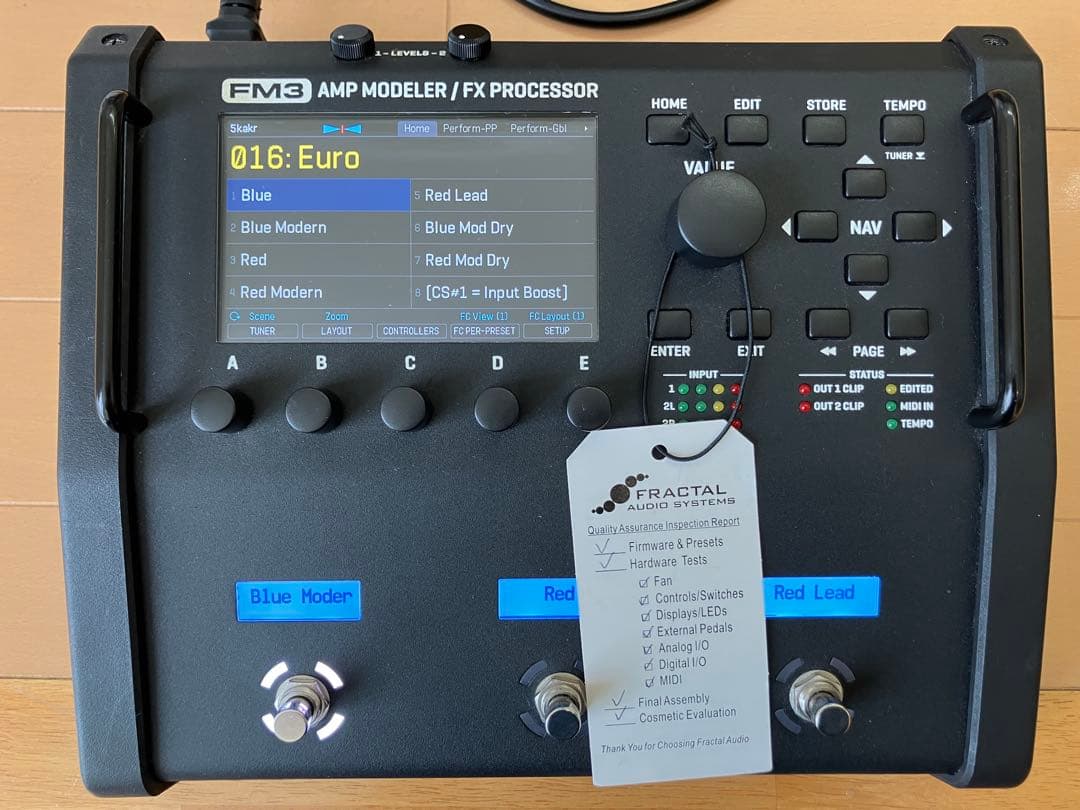 1 - LEVELS - 2
FM3 AMP MODELER / FX PROCESSOR
HOME EDIT STORE TEMPO
TUNER
VALUE
NAV
ENTER EXIT PAGE
5kakr Home Perform-PP Perform-Gbl
016: Euro
1 Blue
2 Blue Modern
3 Red
4 Red Modern
5 Red Lead
6 Blue Mod Dry
7 Red Mod Dry
8 [CS#1 = Input Boost]
Scene Zoom FC View (1) FC Layout (1)
TUNER LAYOUT CONTROLLERS FC PER-PRESET SETUP
A B C D E
INPUT
1
2L
2R
STATUS
OUT 1 CLIP EDITED
OUT 2 CLIP MIDI IN
TEMPO
FRACTAL
AUDIO SYSTEMS
Quality Assurance Inspection Report
Firmware & Presets
Hardware Tests
Fan
Controls/Switches
Displays/LEDs
External Pedals
Analog I/O
Digital I/O
MIDI
Final Assembly
Cosmetic Evaluation
Thank You for Choosing Fractal Audio
Blue Moder
Red
Red Lead